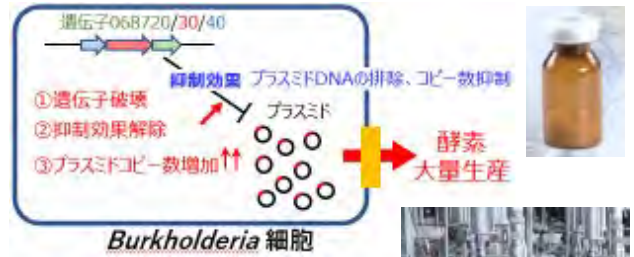 遺伝子068720/30/40
抑制効果 プラスミドDNAの排除、コピー数抑制
①遺伝子破壊
②抑制効果解除
③プラスミドコピー数増加↑↑
プラスミド
酵素
大量生産
Burkholderia 細胞